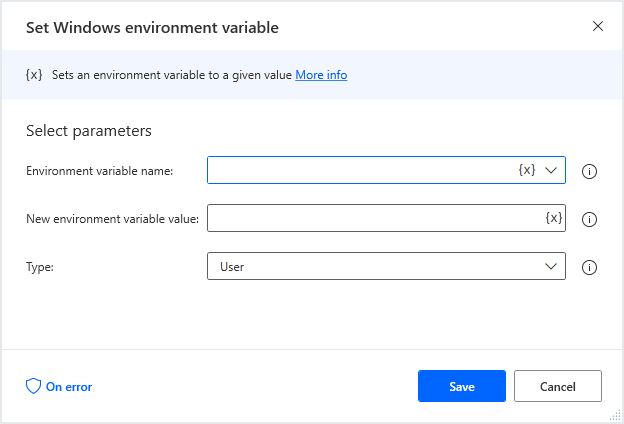 Set Windows environment variable
{x} Sets an environment variable to a given value More info
Select parameters
Environment variable name: {x}
New environment variable value: {x}
Type: User
On error Save Cancel